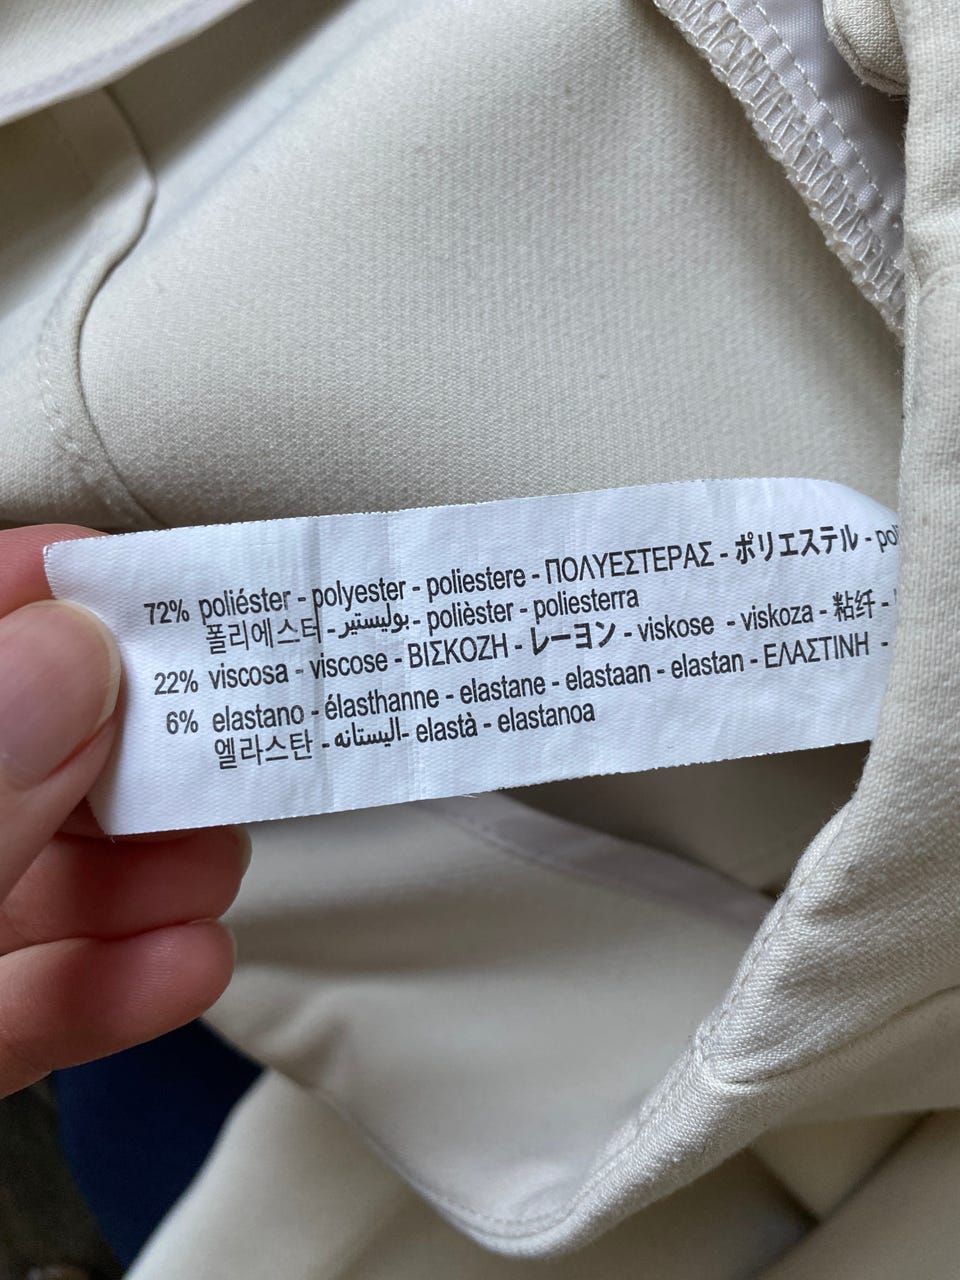 72% poliéster - polyester - poliestere - ΠΟΛΥΕΣΤΕΡΑΣ - ポリエステル -
폴리에스터 - بوليستير - polièster - poliesterra
22% viscosa - viscose - ΒΙΣΚΟΖΗ - レーヨン - viskose - viskoza - 粘纤 -
6% elastano - élasthanne - elastane - elastaan - elastan - ΕΛΑΣΤΙΝΗ -
엘라스탄 - اليستانه - elastà - elastanoa